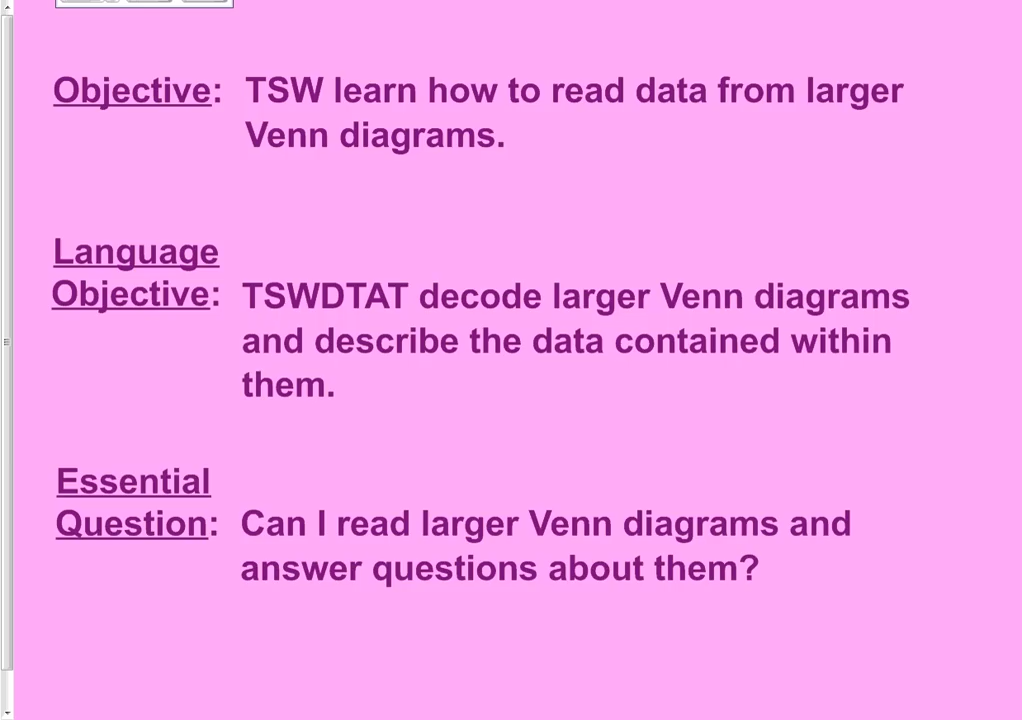 Objective: TSW learn how to read data from larger
Venn diagrams.
Language
Objective: TSWDTAT decode larger Venn diagrams
and describe the data contained within
them.
Essential
Question: Can I read larger Venn diagrams and
answer questions about them?